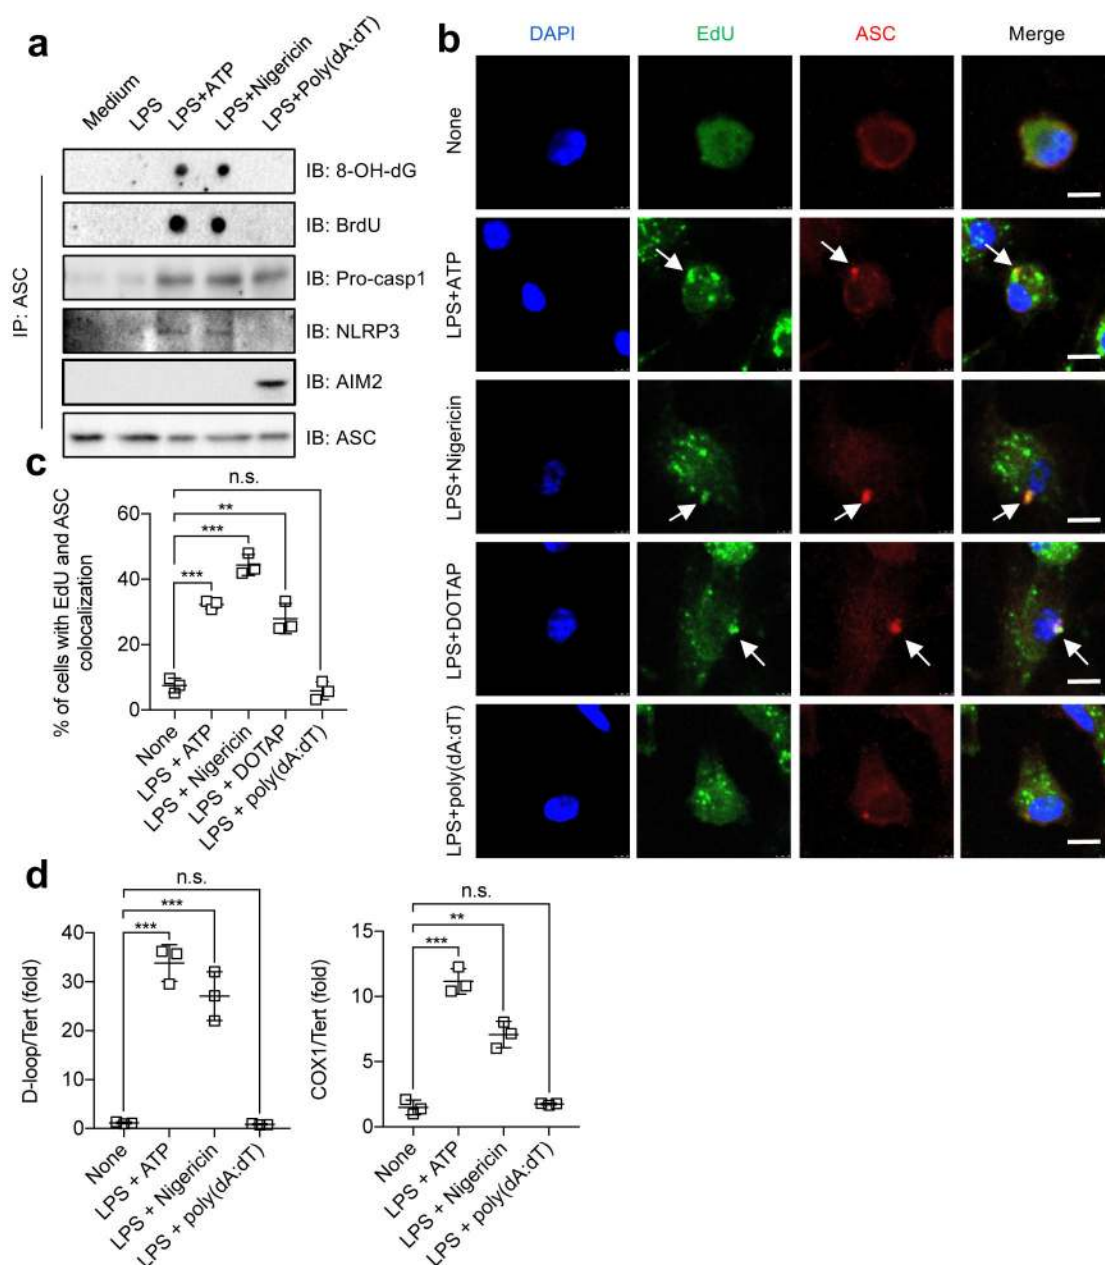 a
Medium
LPS
LPS+ATP
LPS+Nigericin
LPS+Poly(dA:dT)
IP: ASC
IB: 8-OH-dG
IB: BrdU
IB: Pro-casp1
IB: NLRP3
IB: AIM2
IB: ASC
b
DAPI
EdU
ASC
Merge
None
LPS+ATP
LPS+Nigericin
LPS+DOTAP
LPS+poly(dA:dT)
c
% of cells with EdU and ASC
colocalization
60
40
20
0
n.s.
**
***
***
None
LPS + ATP
LPS + Nigericin
LPS + DOTAP
LPS + poly(dA:dT)
d
D-loop/Tert (fold)
40
30
20
10
0
n.s.
***
***
None
LPS + ATP
LPS + Nigericin
LPS + poly(dA:dT)
COX1/Tert (fold)
15
10
5
0
n.s.
**
***
None
LPS + ATP
LPS + Nigericin
LPS + poly(dA:dT)